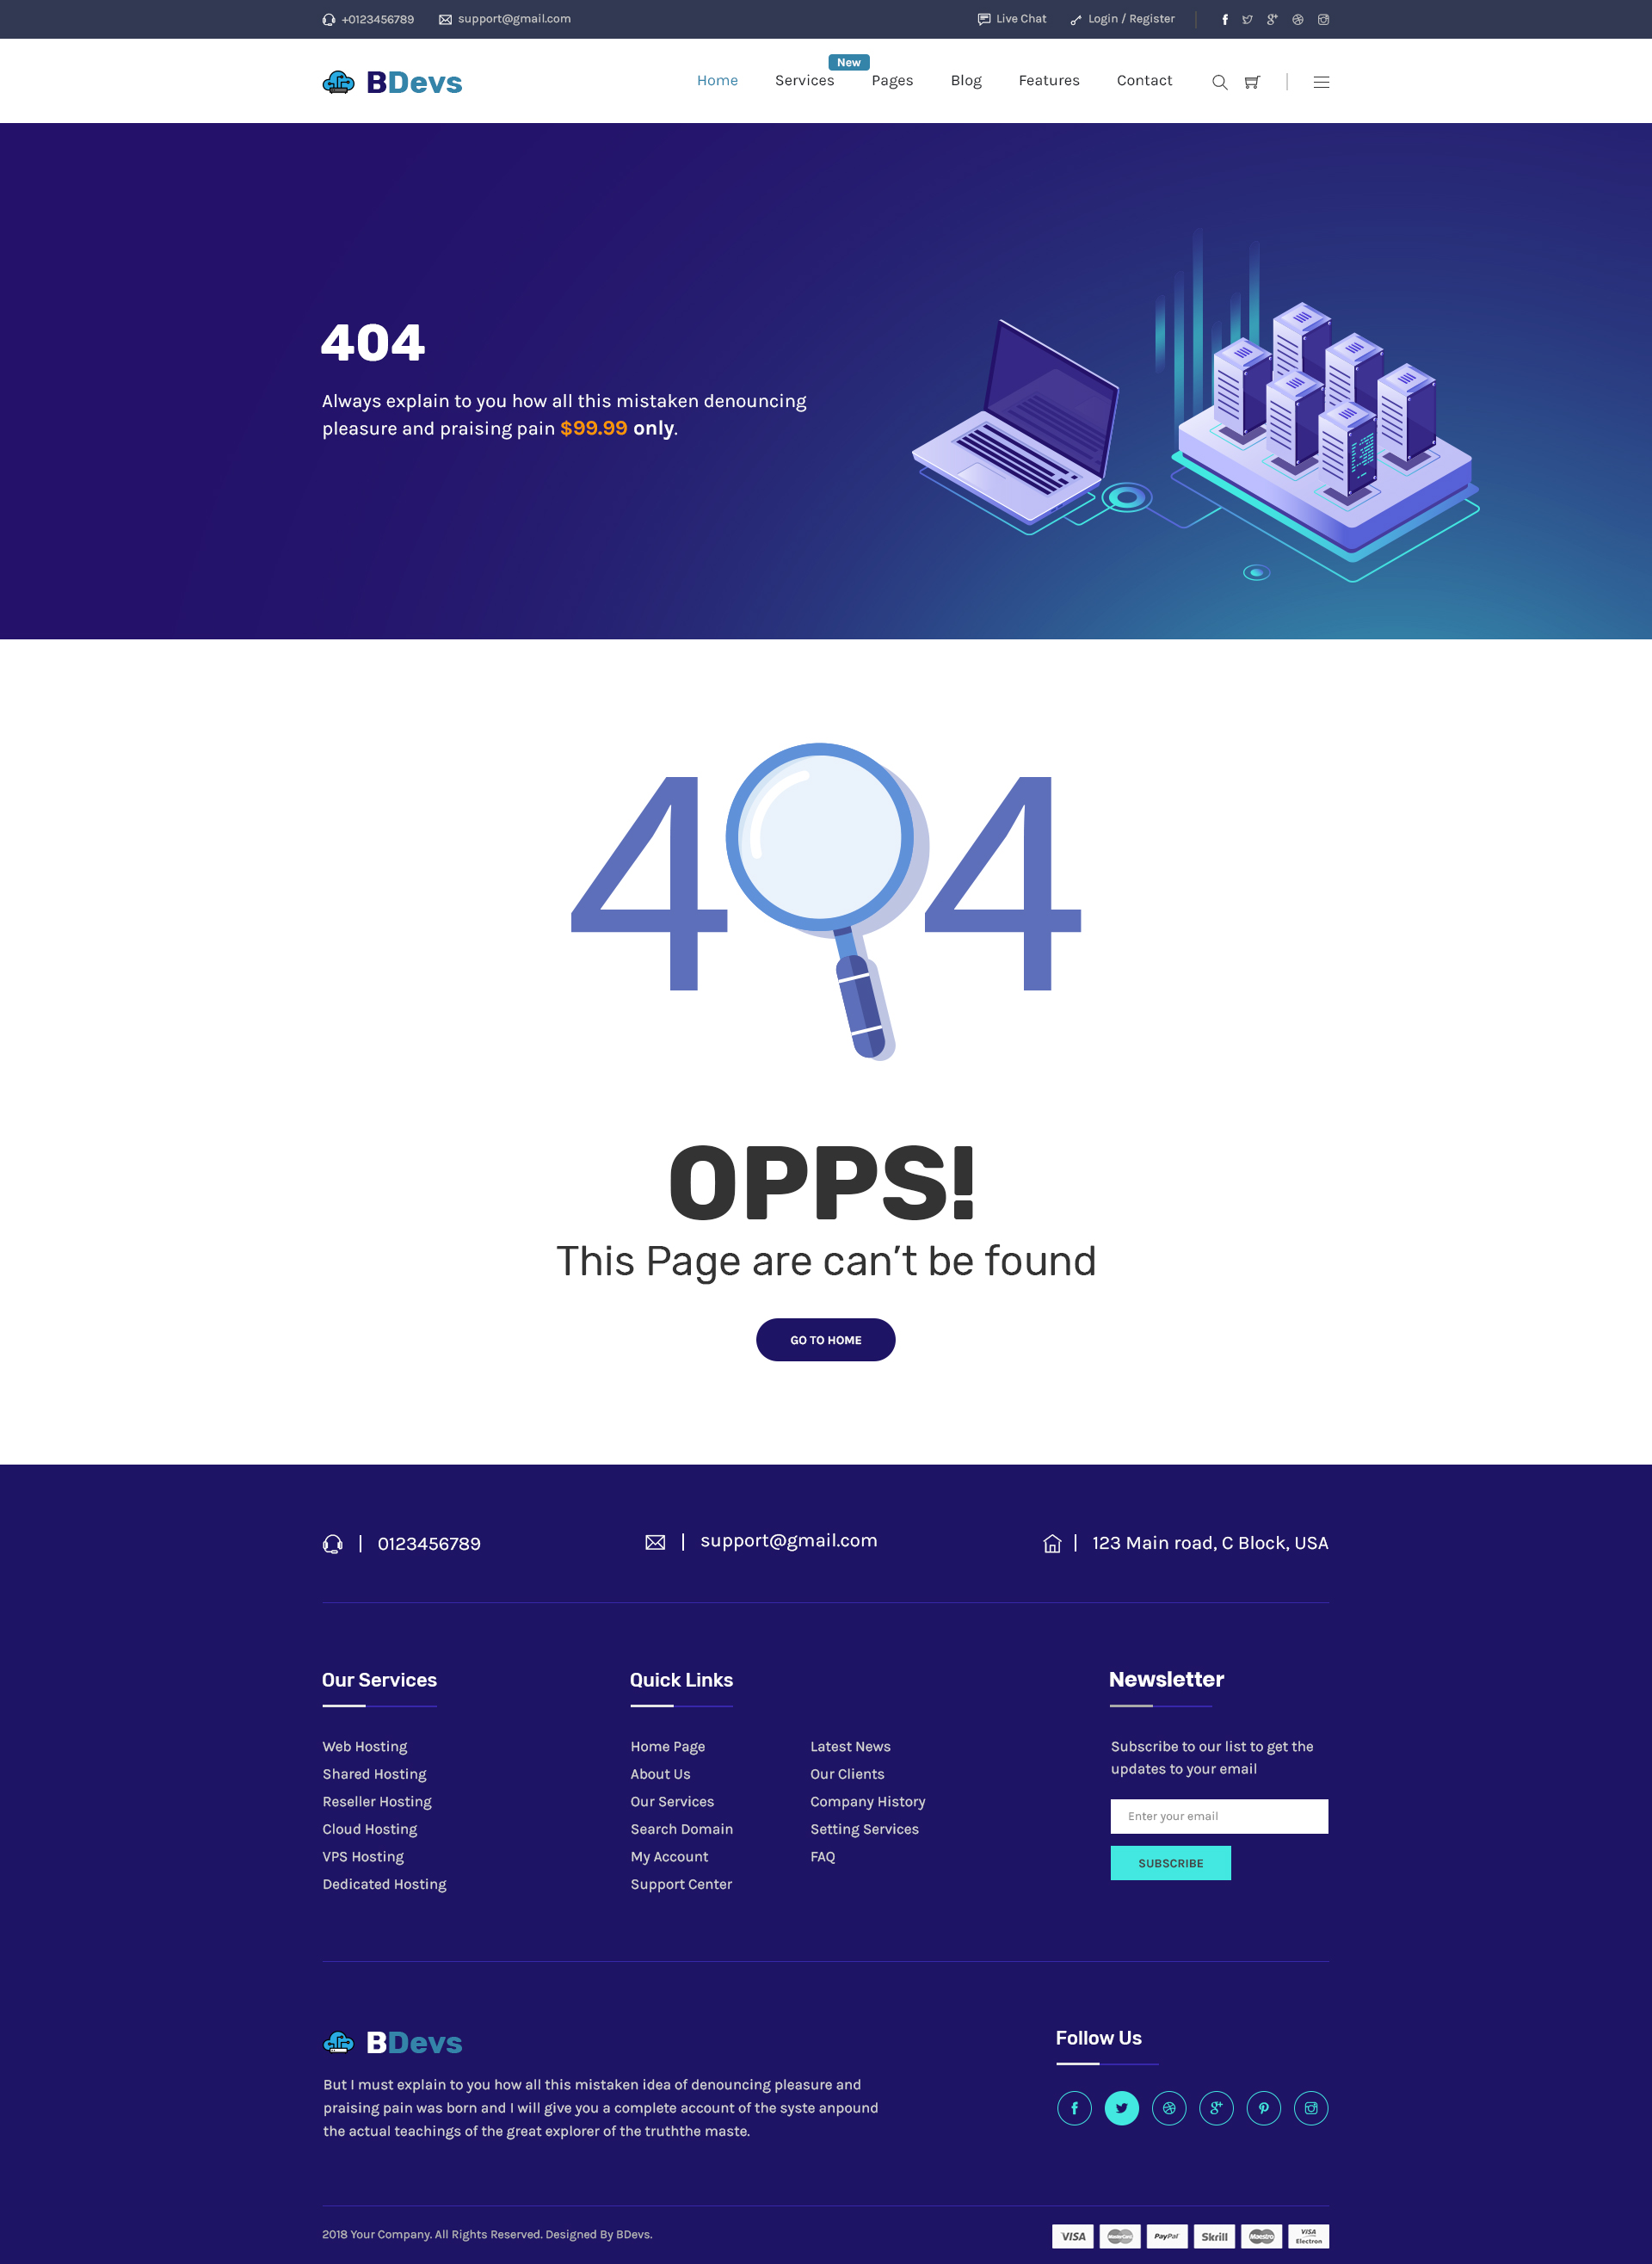 +0123456789
support@gmail.com
Live Chat
Login / Register
BDevs
New
Home
Services
Pages
Blog
Features
Contact
404
Always explain to you how all this mistaken denouncing
pleasure and praising pain $99.99 only.
4 4
OPPS!
This Page are can’t be found
GO TO HOME
0123456789
support@gmail.com
123 Main road, C Block, USA
Our Services
Web Hosting
Shared Hosting
Reseller Hosting
Cloud Hosting
VPS Hosting
Dedicated Hosting
Quick Links
Home Page
About Us
Our Services
Search Domain
My Account
Support Center
Latest News
Our Clients
Company History
Setting Services
FAQ
Newsletter
Subscribe to our list to get the
updates to your email
Enter your email
SUBSCRIBE
BDevs
But I must explain to you how all this mistaken idea of denouncing pleasure and
praising pain was born and I will give you a complete account of the syste anpound
the actual teachings of the great explorer of the truththe maste.
Follow Us
2018 Your Company. All Rights Reserved. Designed By BDevs.
VISA
MasterCard
PayPal
Skrill
Maestro
VISA
Electron